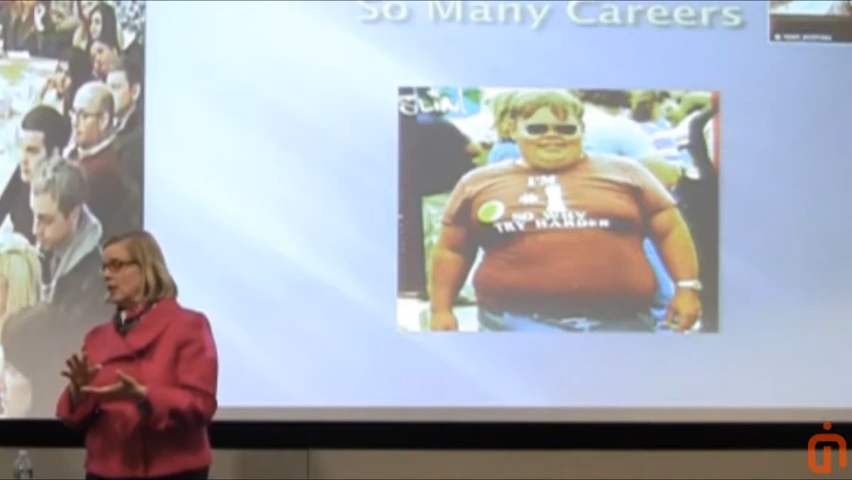 So Many Careers
I'M
#1
SO WHY
TRY HARDER